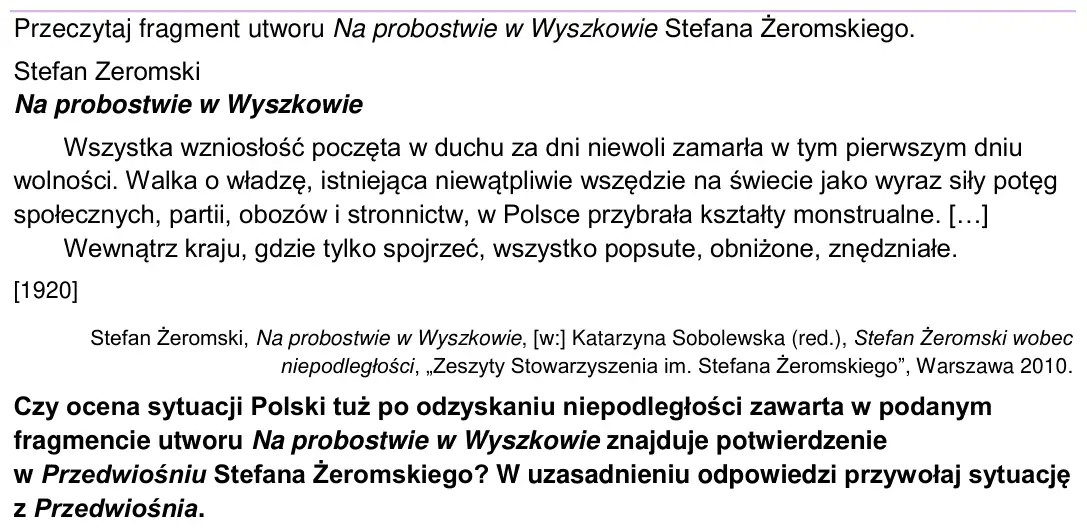 Przeczytaj fragment utworu Na probostwie w Wyszkowie Stefana Żeromskiego.
Stefan Zeromski
Na probostwie w Wyszkowie
Wszystka wzniosłość poczęta w duchu za dni niewoli zamarła w tym pierwszym dniu
wolności. Walka o władzę, istniejąca niewątpliwie wszędzie na świecie jako wyraz siły potęg
społecznych, partii, obozów i stronnictw, w Polsce przybrała kształty monstrualne. […]
Wewnątrz kraju, gdzie tylko spojrzeć, wszystko popsute, obniżone, znędzniałe.
[1920]
Stefan Żeromski, Na probostwie w Wyszkowie, [w:] Katarzyna Sobolewska (red.), Stefan Żeromski wobec
niepodległości, „Zeszyty Stowarzyszenia im. Stefana Żeromskiego”, Warszawa 2010.
Czy ocena sytuacji Polski tuż po odzyskaniu niepodległości zawarta w podanym
fragmencie utworu Na probostwie w Wyszkowie znajduje potwierdzenie
w Przedwiośniu Stefana Żeromskiego? W uzasadnieniu odpowiedzi przywołaj sytuację
z Przedwiośnia.